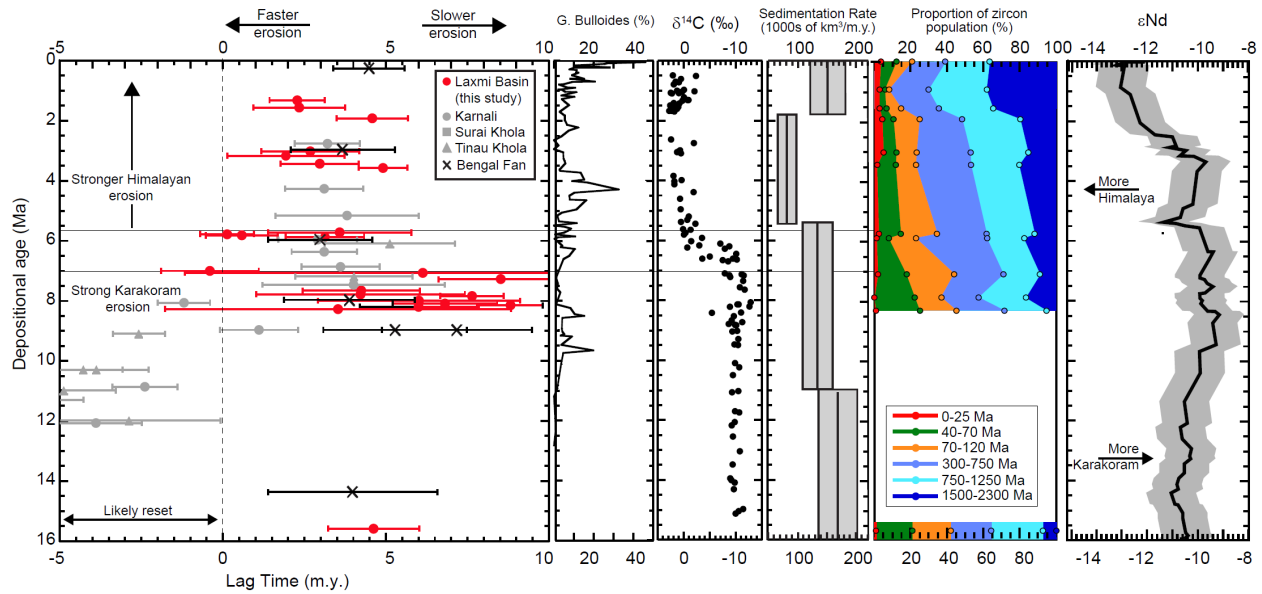 Faster
erosion
Slower
erosion
G. Bulloides (%)
δ¹⁴C (‰)
Sedimentation Rate
(1000s of km³/m.y.)
Proportion of zircon
population (%)
εNd
-5 0 5 10
20 40
0 -10
100 200
20 40 60 80 100
-14 -12 -10 -8
Depositional age (Ma)
0
2
4
6
8
10
12
14
16
Laxmi Basin
(this study)
Karnali
Surai Khola
Tinau Khola
Bengal Fan
Stronger Himalayan
erosion
Strong Karakoram
erosion
Likely reset
More
Himalaya
More
Karakoram
0-25 Ma
40-70 Ma
70-120 Ma
300-750 Ma
750-1250 Ma
1500-2300 Ma
-5 0 5 10
20 40
0 -10
100 200
20 40 60 80 100
-14 -12 -10 -8
Lag Time (m.y.)